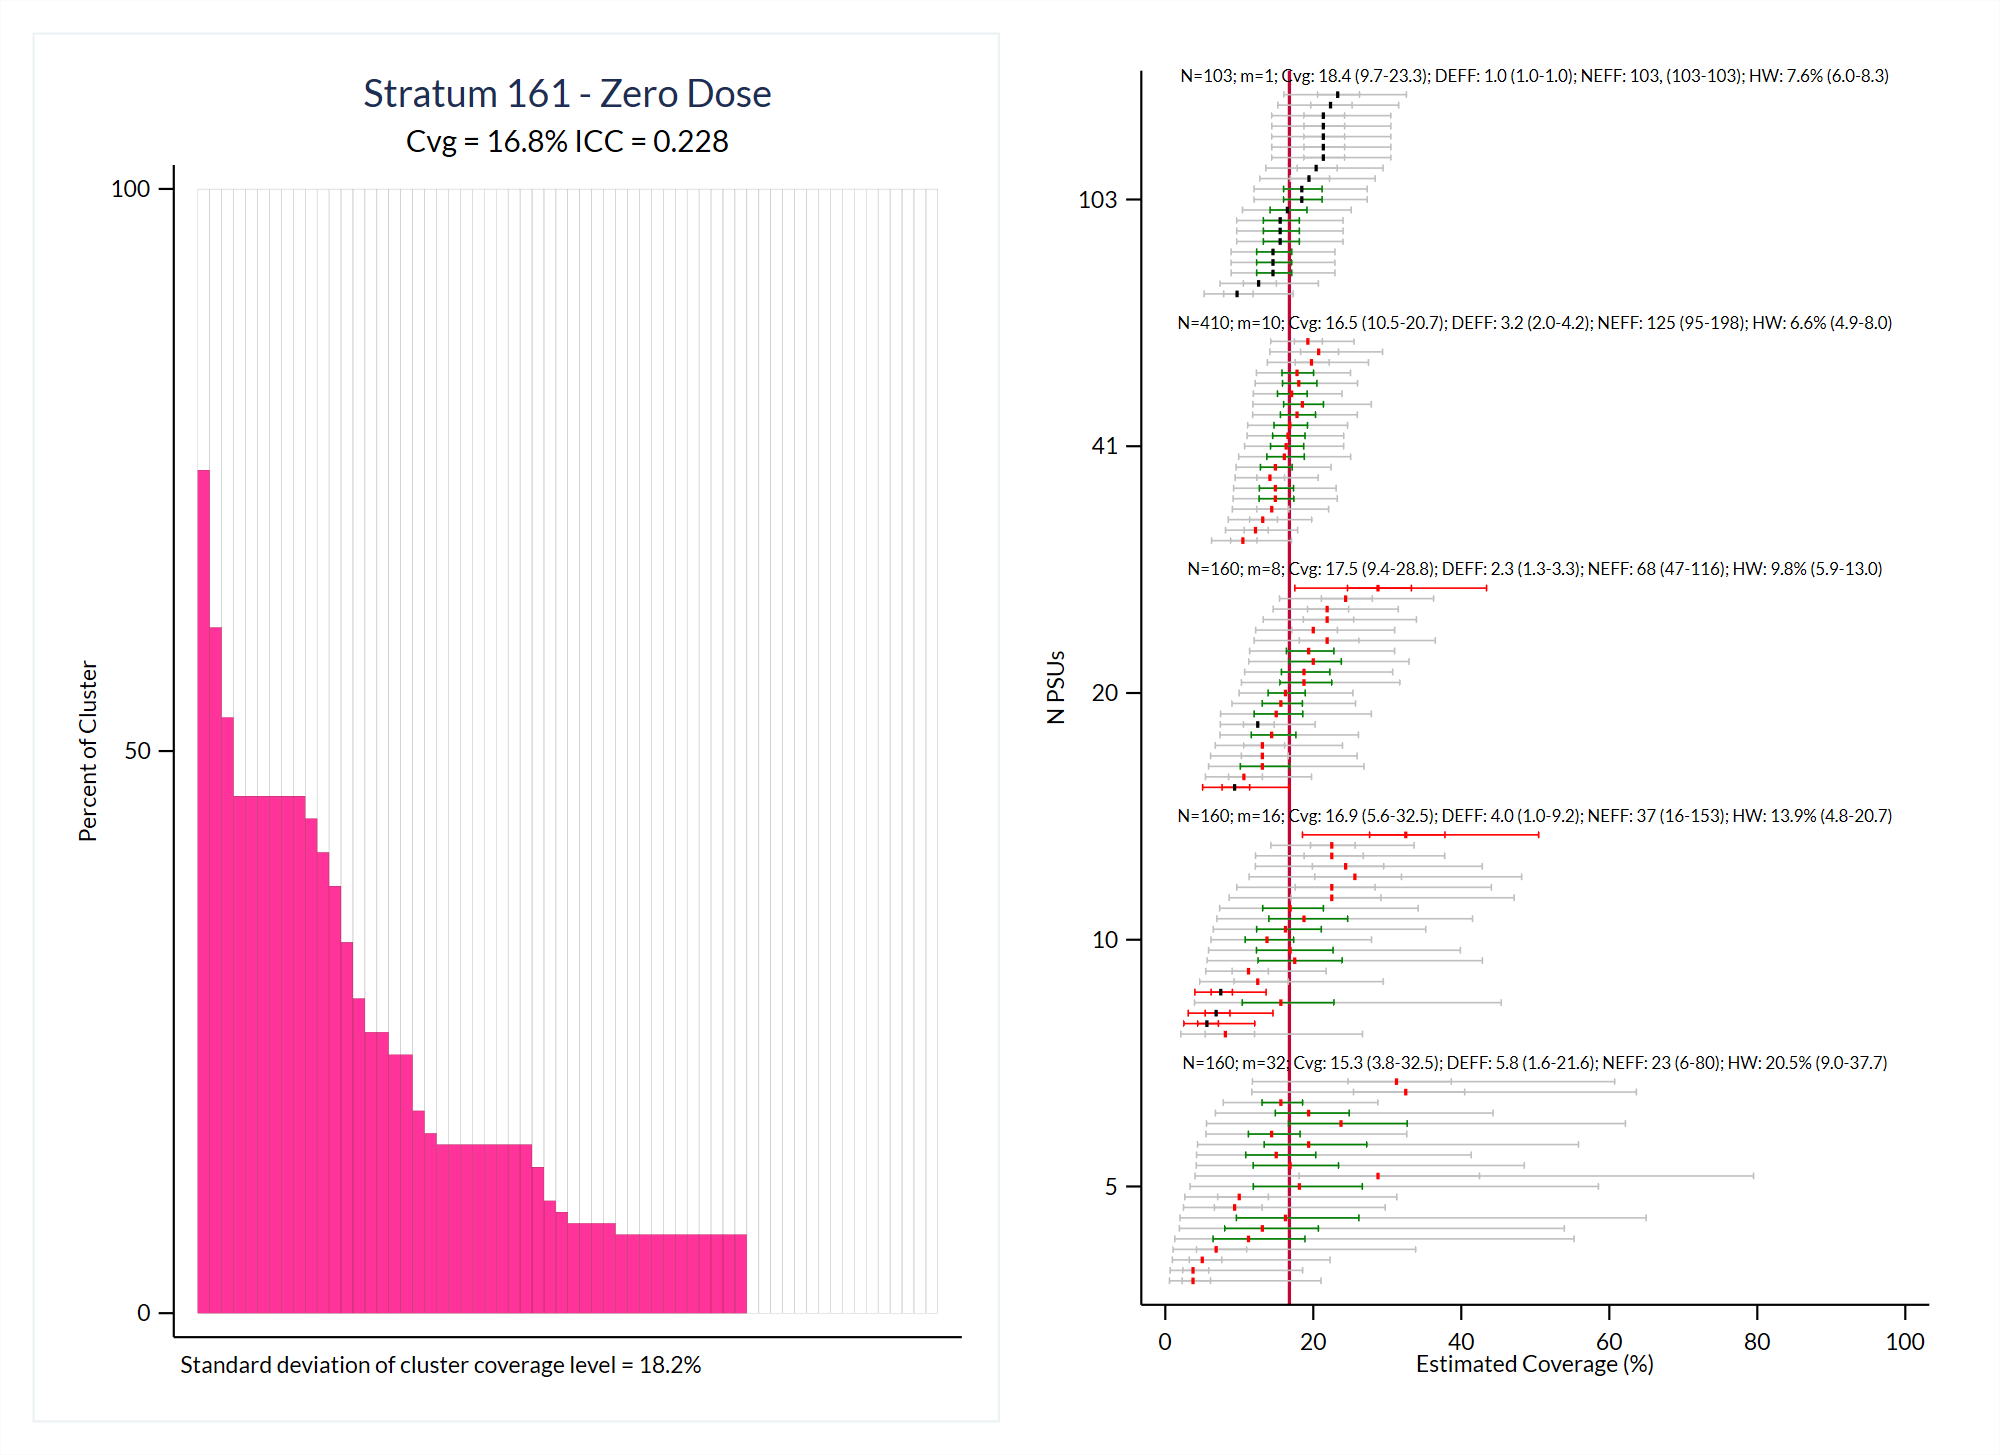 Stratum 161 - Zero Dose
Cvg = 16.8% ICC = 0.228
100
50
0
Percent of Cluster
Standard deviation of cluster coverage level = 18.2%
N=103; m=1; Cvg: 18.4 (9.7-23.3); DEFF: 1.0 (1.0-1.0); NEFF: 103, (103-103); HW: 7.6% (6.0-8.3)
103
N=410; m=10; Cvg: 16.5 (10.5-20.7); DEFF: 3.2 (2.0-4.2); NEFF: 125 (95-198); HW: 6.6% (4.9-8.0)
41
N=160; m=8; Cvg: 17.5 (9.4-28.8); DEFF: 2.3 (1.3-3.3); NEFF: 68 (47-116); HW: 9.8% (5.9-13.0)
20
N PSUs
N=160; m=16; Cvg: 16.9 (5.6-32.5); DEFF: 4.0 (1.0-9.2); NEFF: 37 (16-153); HW: 13.9% (4.8-20.7)
10
N=160; m=32; Cvg: 15.3 (3.8-32.5); DEFF: 5.8 (1.6-21.6); NEFF: 23 (6-80); HW: 20.5% (9.0-37.7)
5
0 20 40 60 80 100
Estimated Coverage (%)